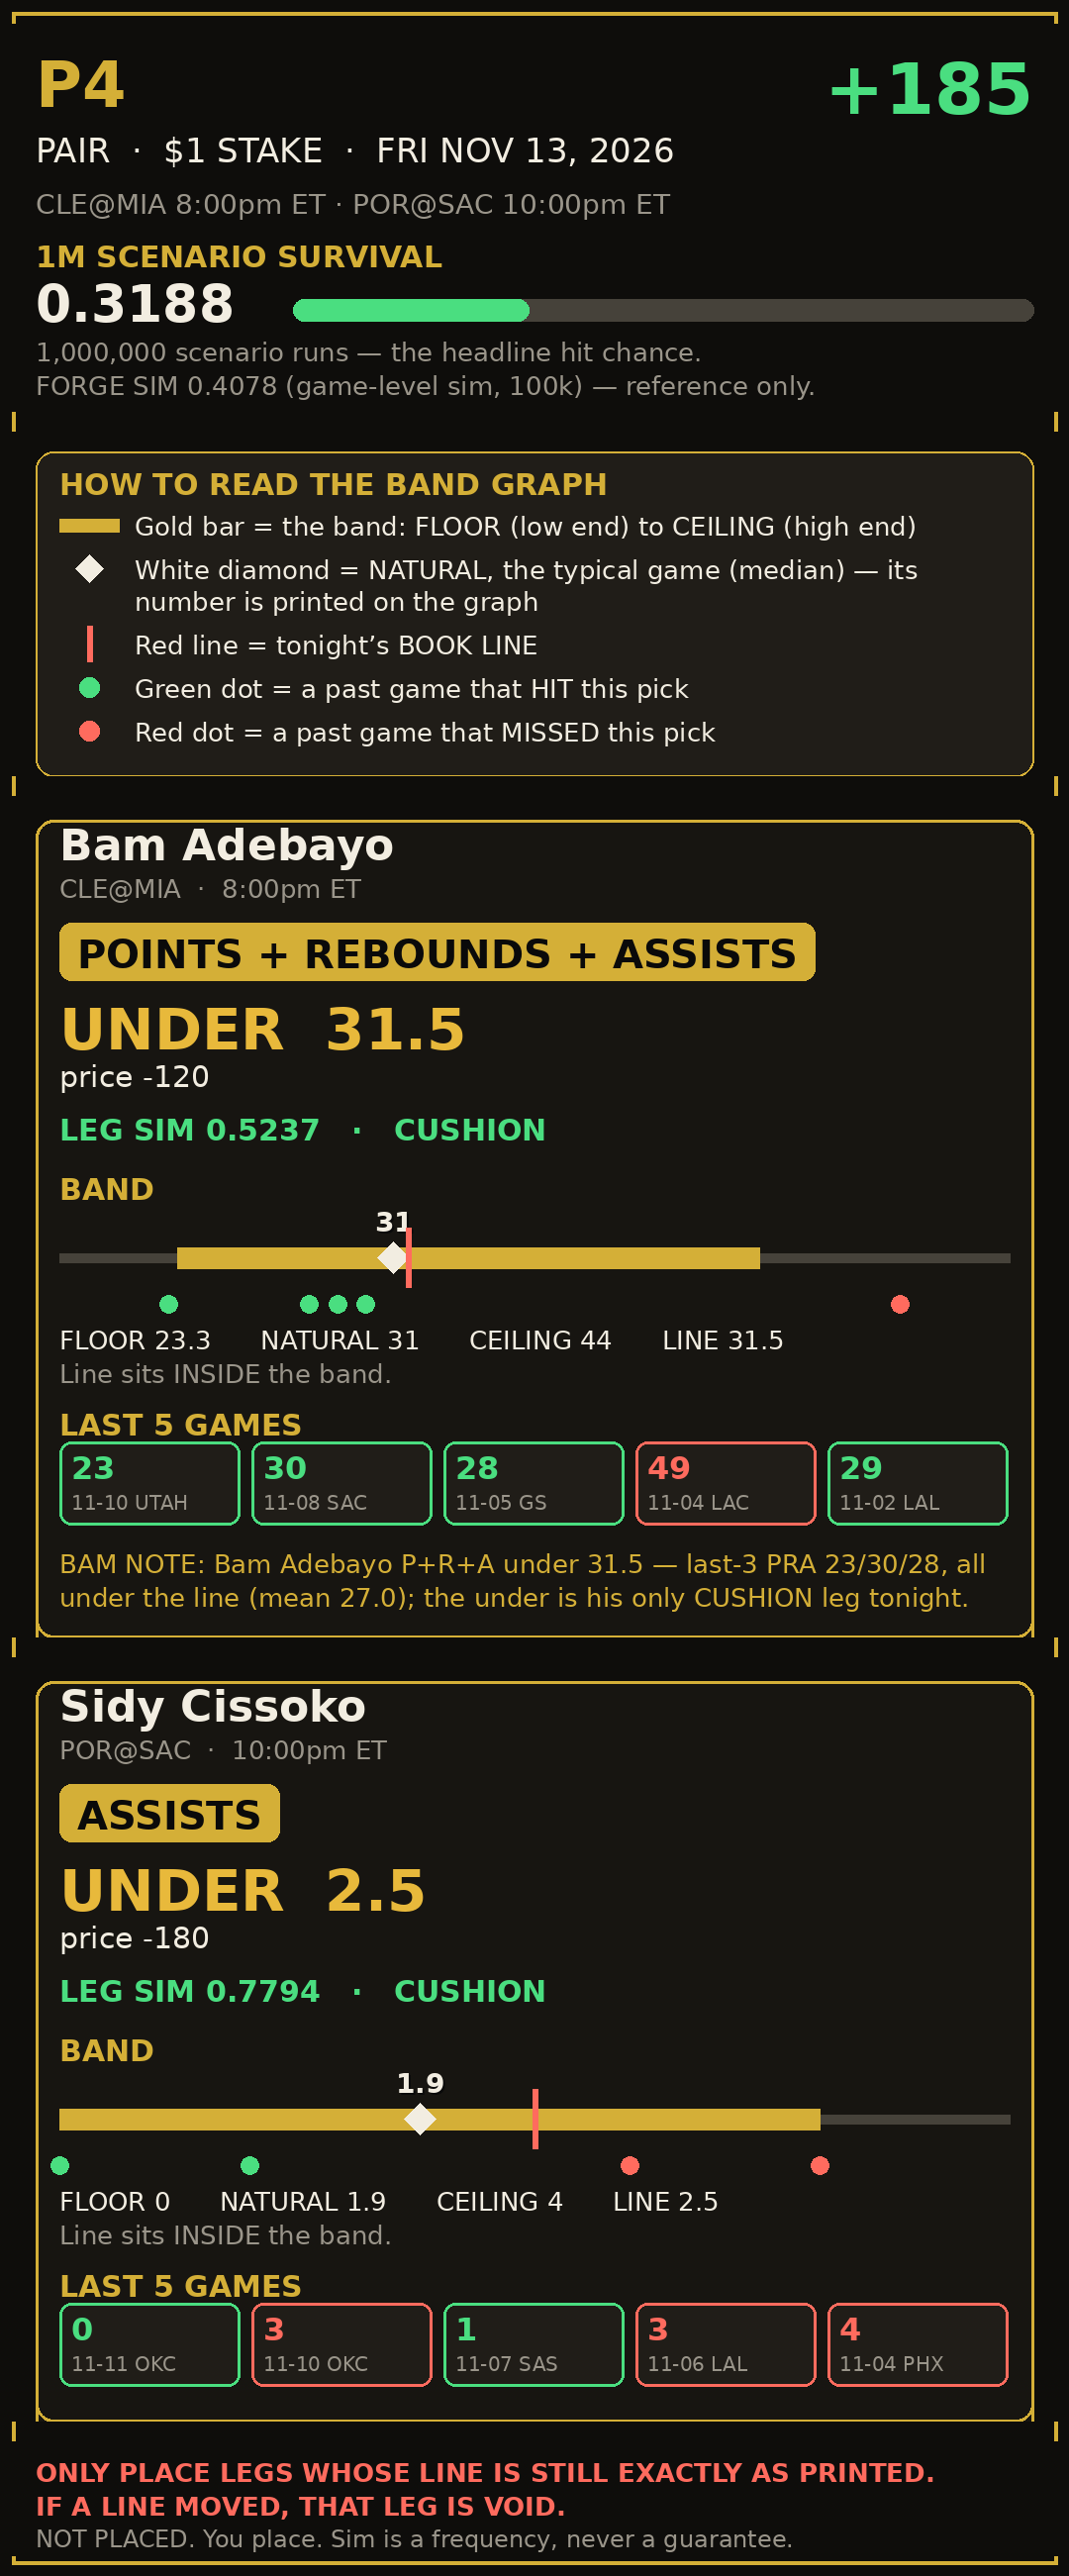 P4
+185
PAIR · $1 STAKE · FRI NOV 13, 2026
CLE@MIA 8:00pm ET · POR@SAC 10:00pm ET
1M SCENARIO SURVIVAL
0.3188
1,000,000 scenario runs — the headline hit chance.
FORGE SIM 0.4078 (game-level sim, 100k) — reference only.
HOW TO READ THE BAND GRAPH
Gold bar = the band: FLOOR (low end) to CEILING (high end)
White diamond = NATURAL, the typical game (median) — its
number is printed on the graph
Red line = tonight’s BOOK LINE
Green dot = a past game that HIT this pick
Red dot = a past game that MISSED this pick
Bam Adebayo
CLE@MIA · 8:00pm ET
POINTS + REBOUNDS + ASSISTS
UNDER 31.5
price -120
LEG SIM 0.5237 · CUSHION
BAND
31
FLOOR 23.3 NATURAL 31 CEILING 44 LINE 31.5
Line sits INSIDE the band.
LAST 5 GAMES
23 30 28 49 29
11-10 UTAH 11-08 SAC 11-05 GS 11-04 LAC 11-02 LAL
BAM NOTE: Bam Adebayo P+R+A under 31.5 — last-3 PRA 23/30/28, all
under the line (mean 27.0); the under is his only CUSHION leg tonight.
Sidy Cissoko
POR@SAC · 10:00pm ET
ASSISTS
UNDER 2.5
price -180
LEG SIM 0.7794 · CUSHION
BAND
1.9
FLOOR 0 NATURAL 1.9 CEILING 4 LINE 2.5
Line sits INSIDE the band.
LAST 5 GAMES
0 3 1 3 4
11-11 OKC 11-10 OKC 11-07 SAS 11-06 LAL 11-04 PHX
ONLY PLACE LEGS WHOSE LINE IS STILL EXACTLY AS PRINTED.
IF A LINE MOVED, THAT LEG IS VOID.
NOT PLACED. You place. Sim is a frequency, never a guarantee.